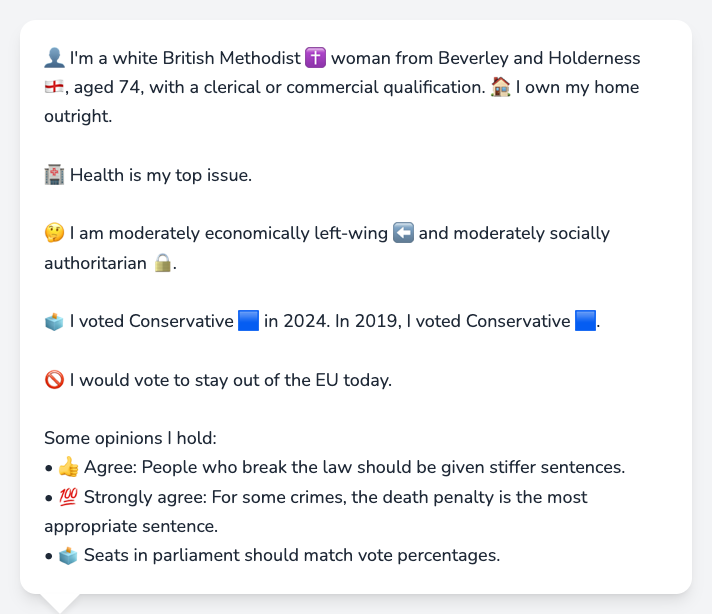 👤 I'm a white British Methodist ✝️ woman from Beverley and Holderness
🏴󠁧󠁢󠁥󠁮󠁧󠁿, aged 74, with a clerical or commercial qualification. 🏠 I own my home
outright.
🏥 Health is my top issue.
🤔 I am moderately economically left-wing ⬅️ and moderately socially
authoritarian 🔒.
🗳️ I voted Conservative 🟦 in 2024. In 2019, I voted Conservative 🟦.
🚫 I would vote to stay out of the EU today.
Some opinions I hold:
• 👍 Agree: People who break the law should be given stiffer sentences.
• 💯 Strongly agree: For some crimes, the death penalty is the most
appropriate sentence.
• 🗳️ Seats in parliament should match vote percentages.